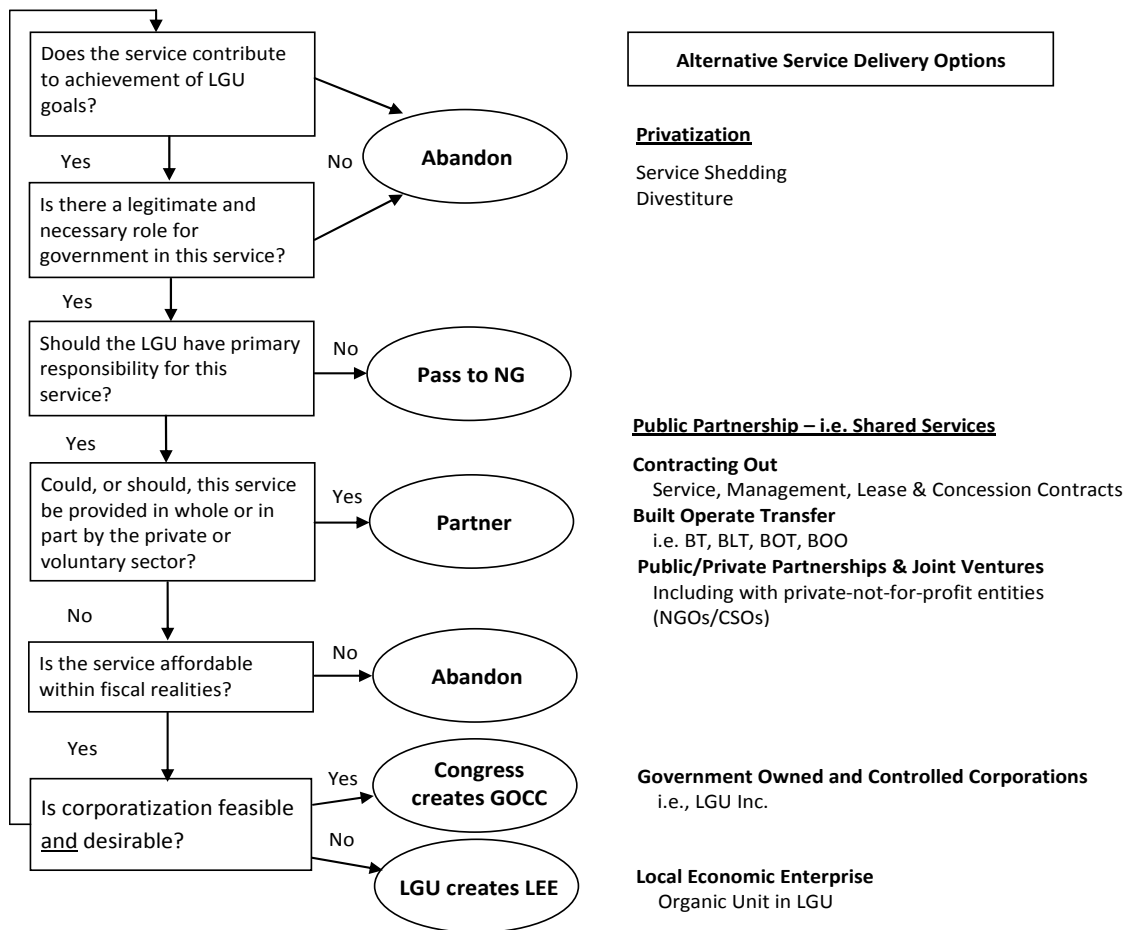 Does the service contribute
to achievement of LGU
goals?
Alternative Service Delivery Options
Abandon
Privatization
Service Shedding
Divestiture
Yes
No
Is there a legitimate and
necessary role for
government in this service?
Yes
Should the LGU have primary
responsibility for this
service?
No
Pass to NG
Yes
Public Partnership – i.e. Shared Services
Contracting Out
Service, Management, Lease & Concession Contracts
Built Operate Transfer
i.e. BT, BLT, BOT, BOO
Public/Private Partnerships & Joint Ventures
Including with private-not-for-profit entities
(NGOs/CSOs)
Could, or should, this service
be provided in whole or in
part by the private or
voluntary sector?
Yes
Partner
No
Is the service affordable
within fiscal realities?
No
Abandon
Yes
Is corporatization feasible
and desirable?
Yes
Congress
creates GOCC
Government Owned and Controlled Corporations
i.e., LGU Inc.
No
LGU creates LEE
Local Economic Enterprise
Organic Unit in LGU